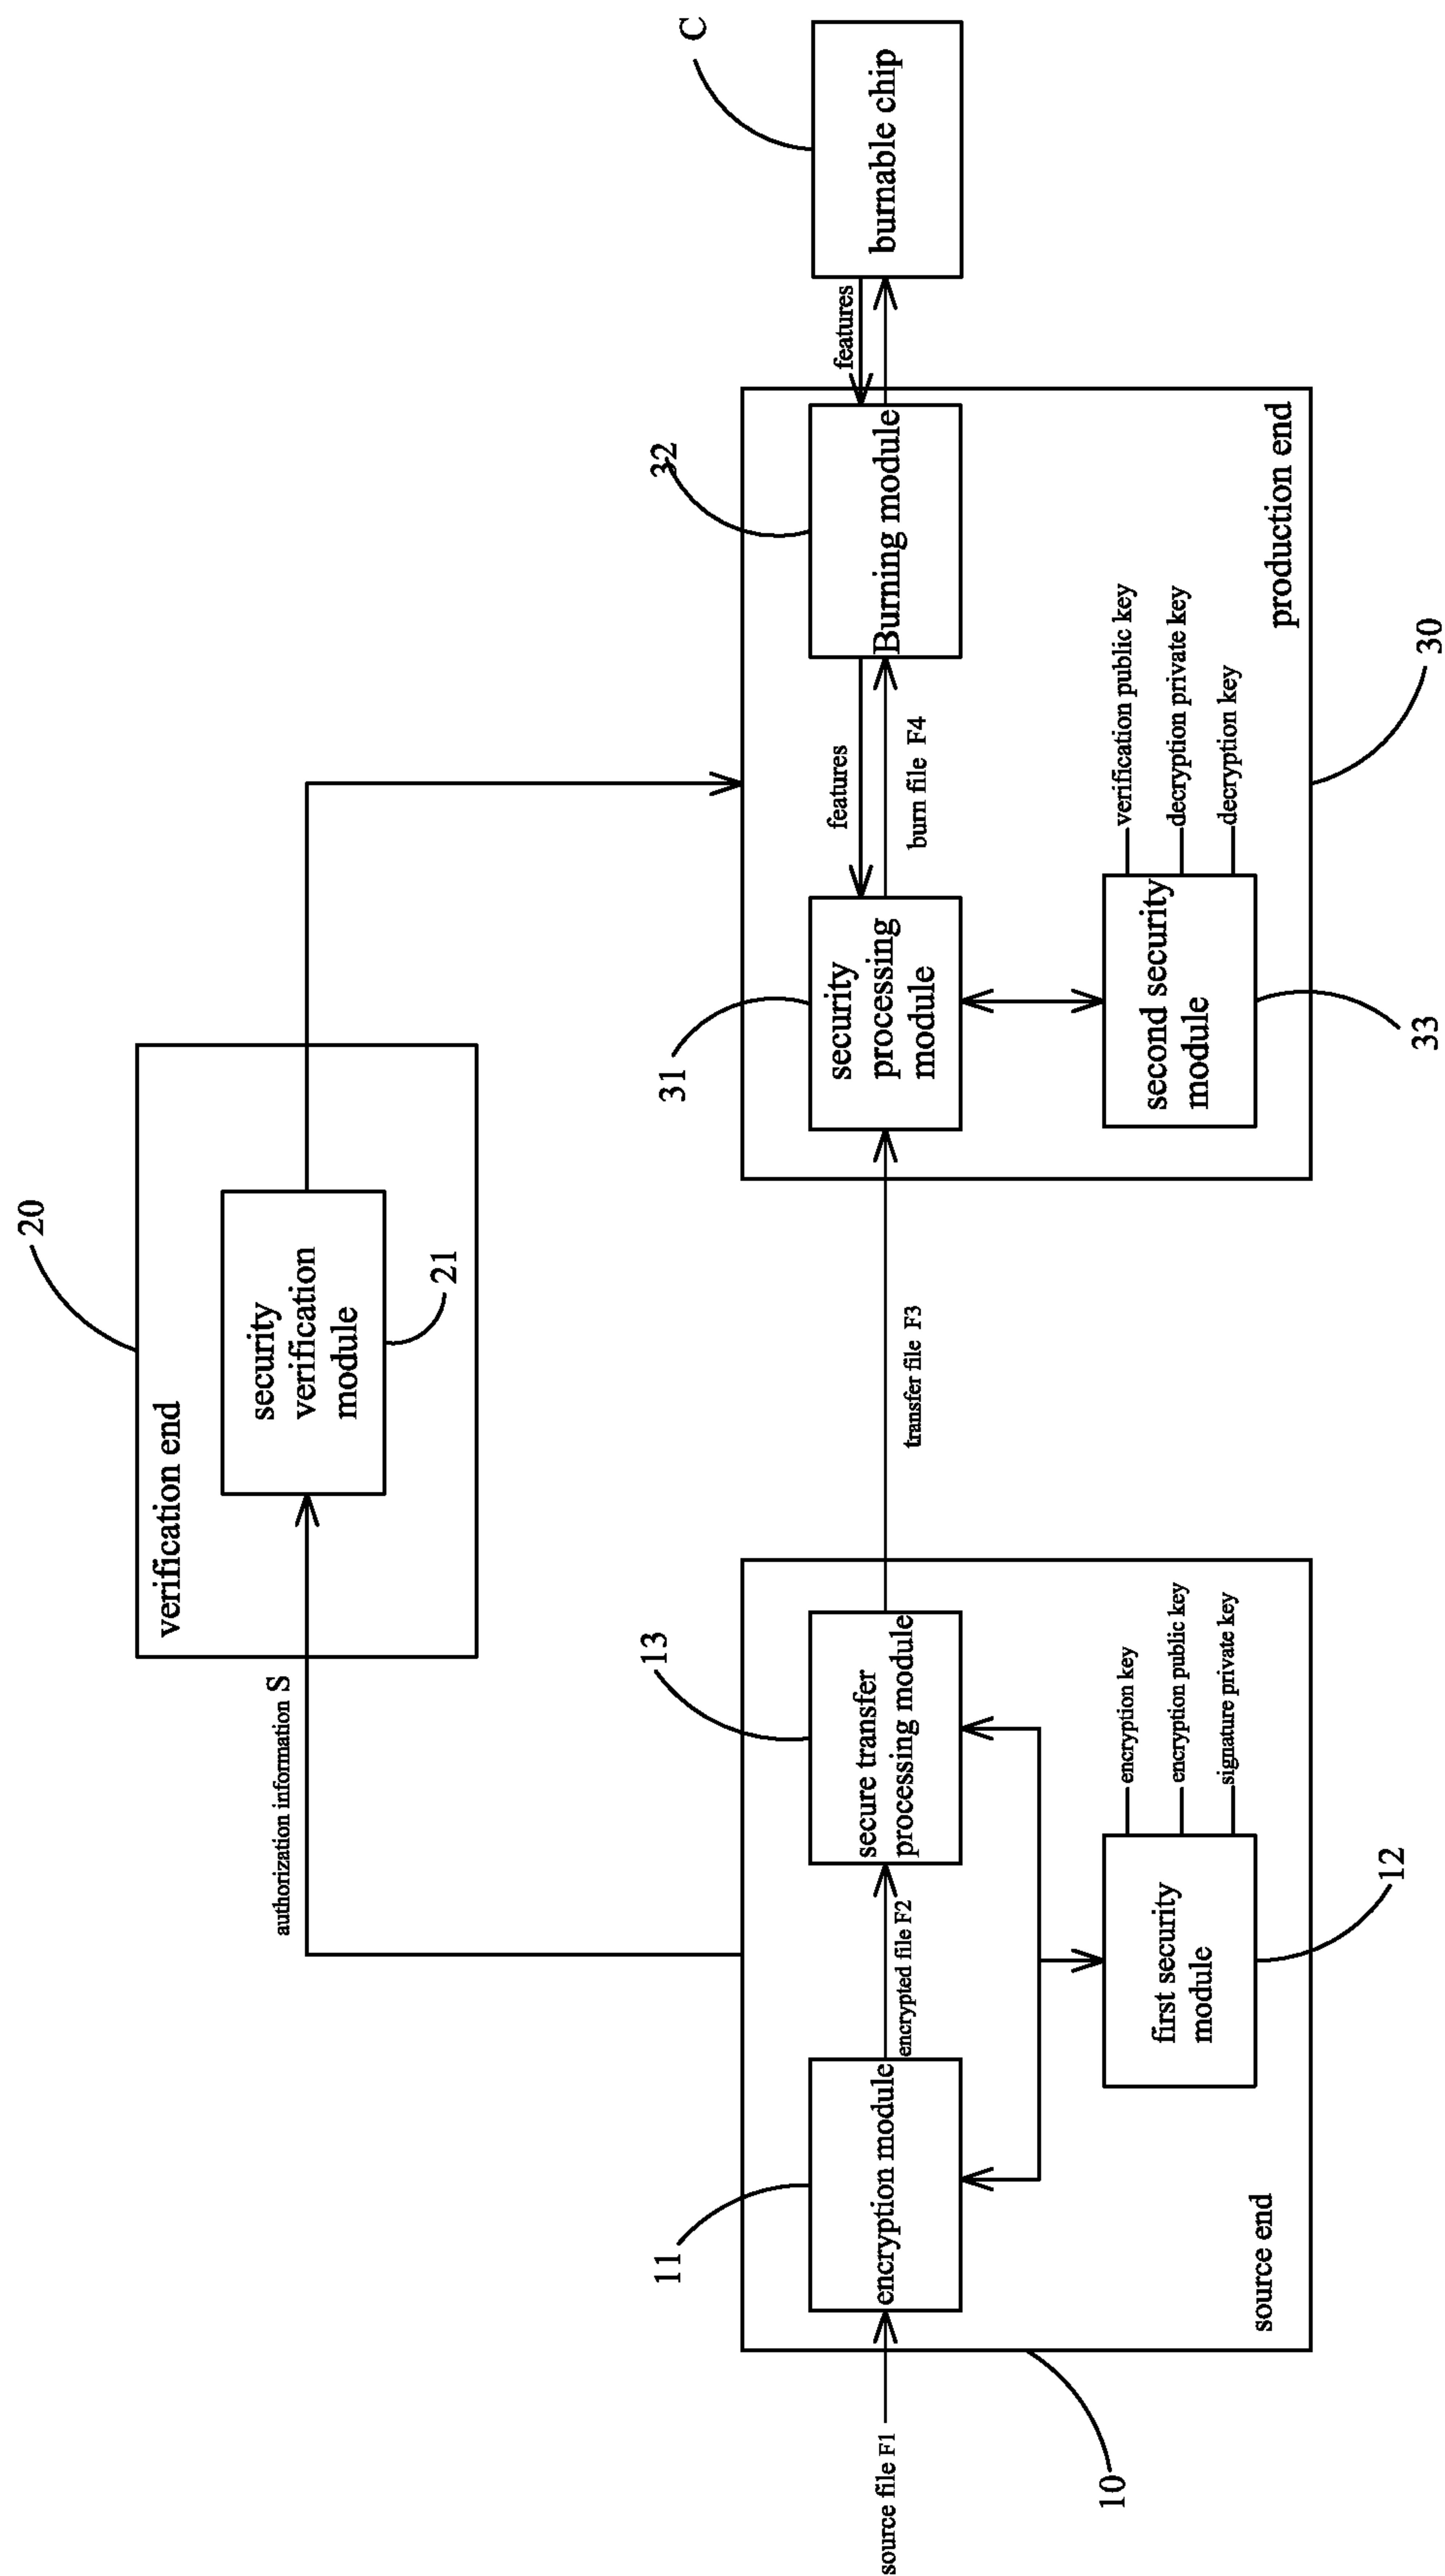 20
verification end
security
verification
module
21
authorization information S
source file F1
10
source end
11
encryption module
encrypted file F2
13
secure transfer
processing module
first security
module
12
encryption key
encryption public key
signature private key
transfer file F3
30
production end
31
security
processing
module
features
burn file F4
32
Burning module
second security
module
33
verification public key
decryption private key
decryption key
features
burnable chip
C